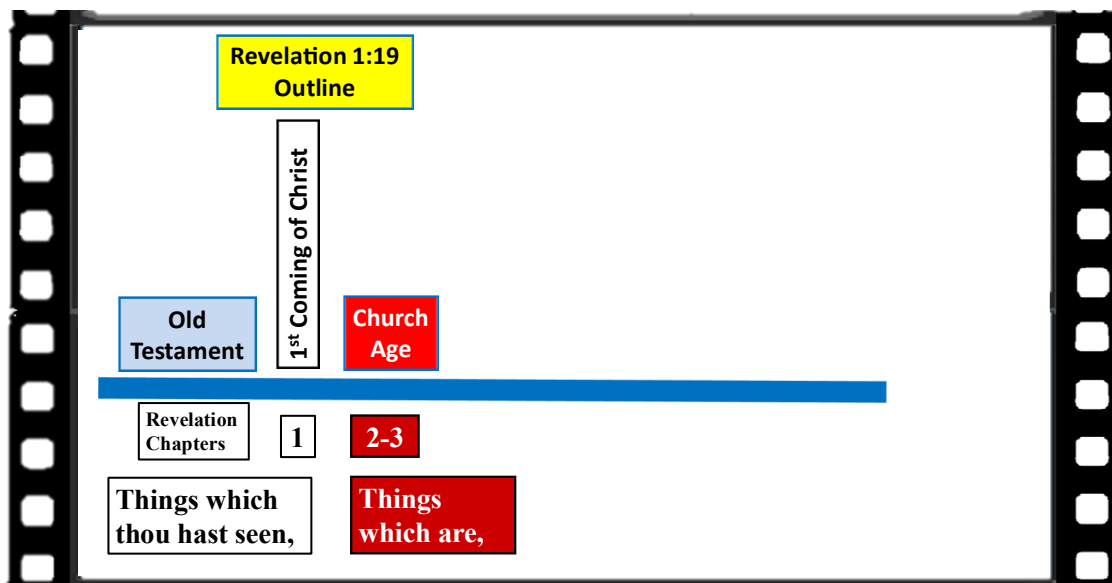 Revelation 1:19
Outline
1st Coming of Christ
Old
Testament
Church
Age
Revelation
Chapters
1
2-3
Things which
thou hast seen,
Things
which are,